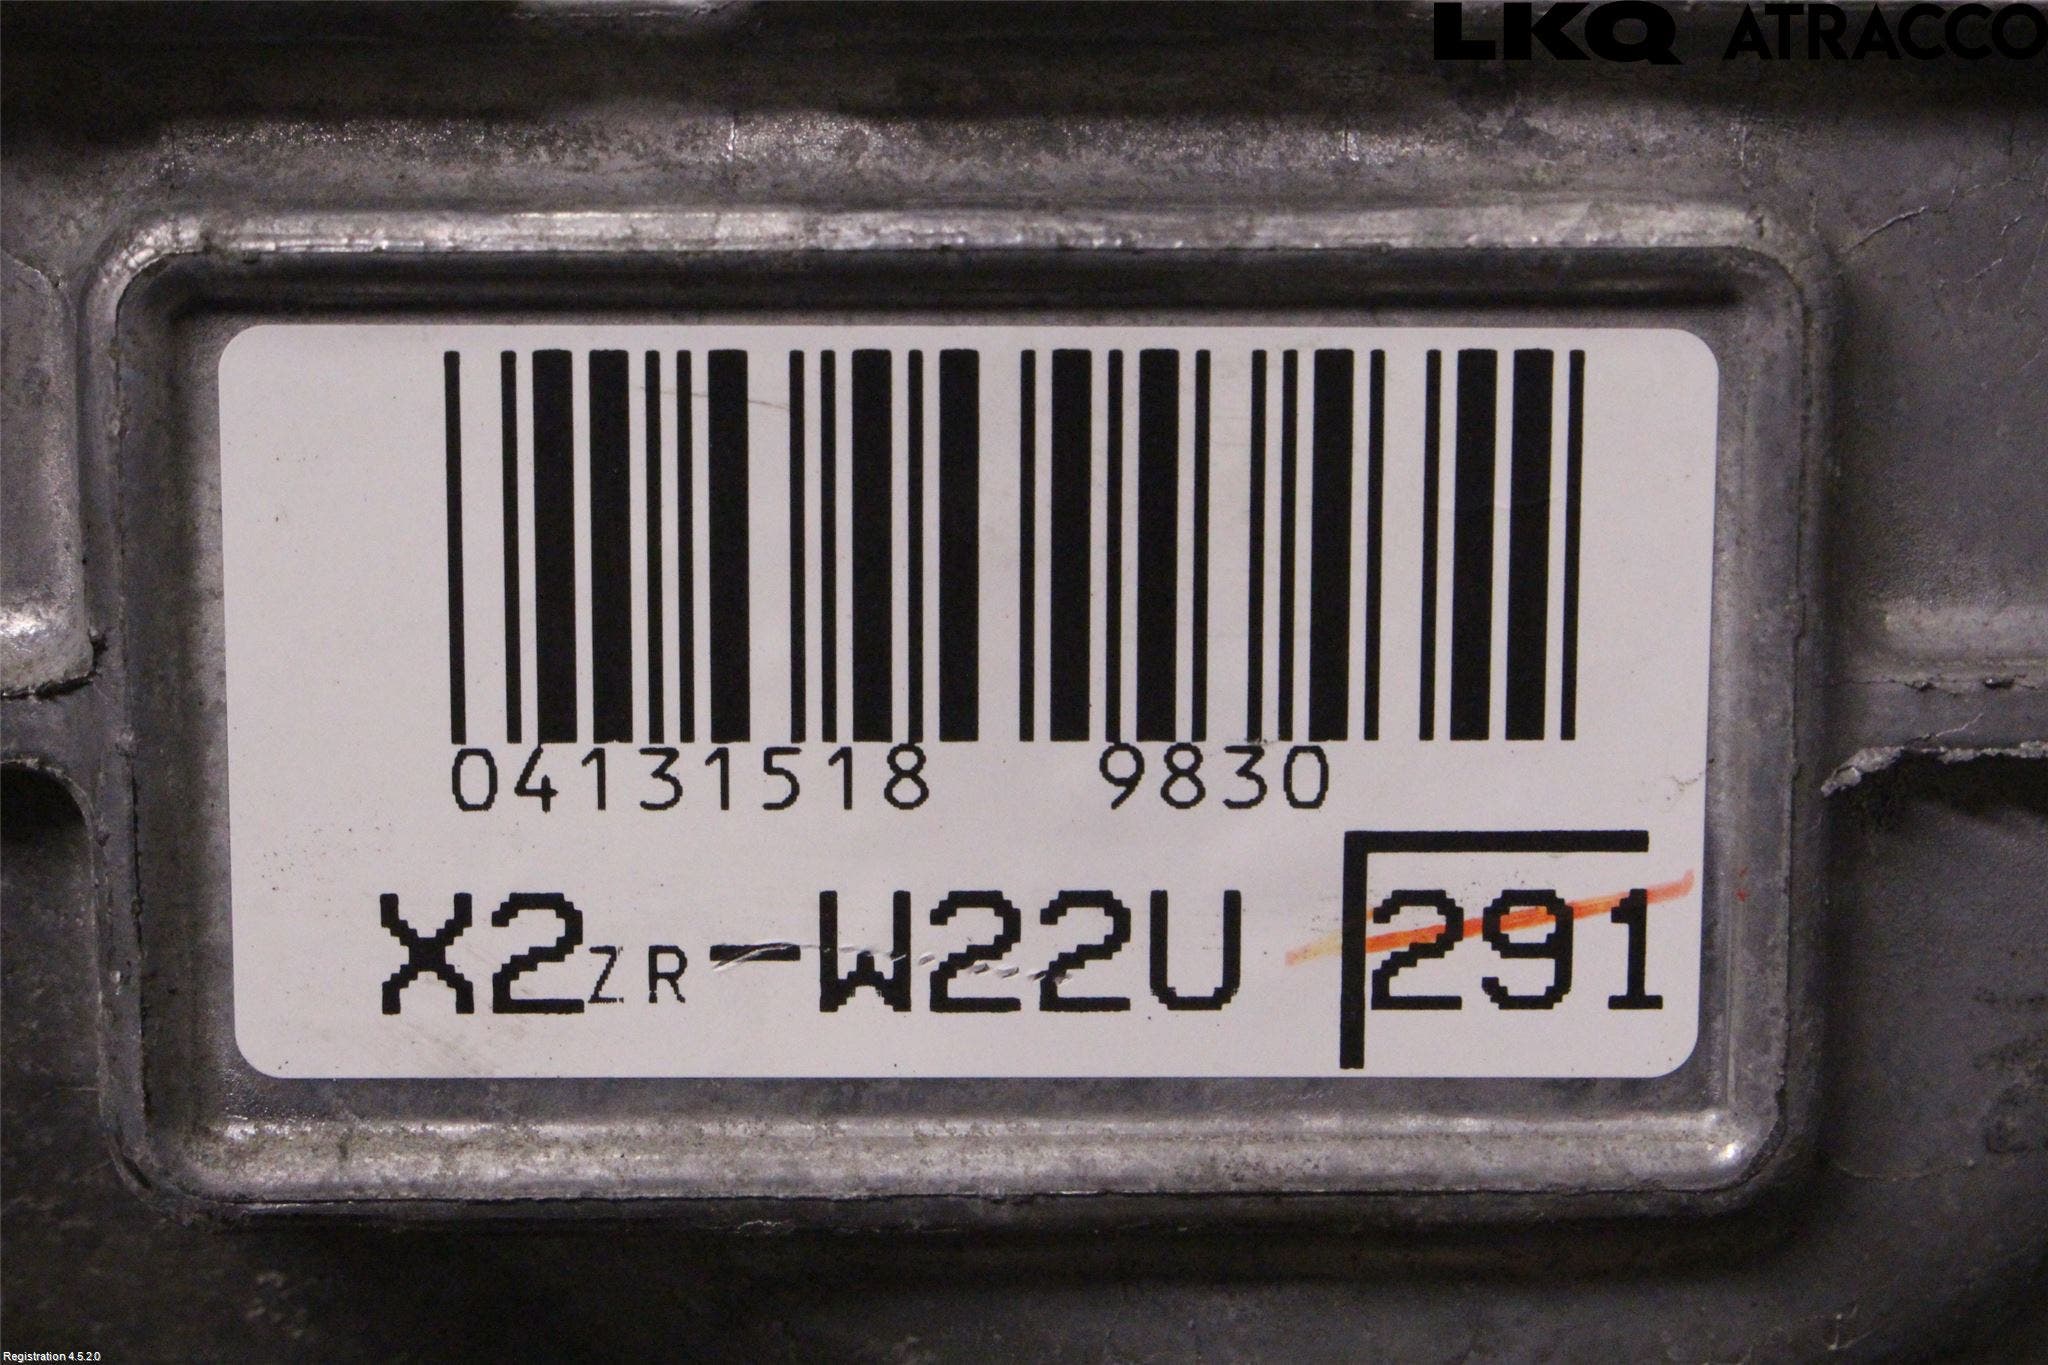 LKQ ATRACCO
04131518 9830
X2ZR-W22U 291
Registration 4.5.2.0